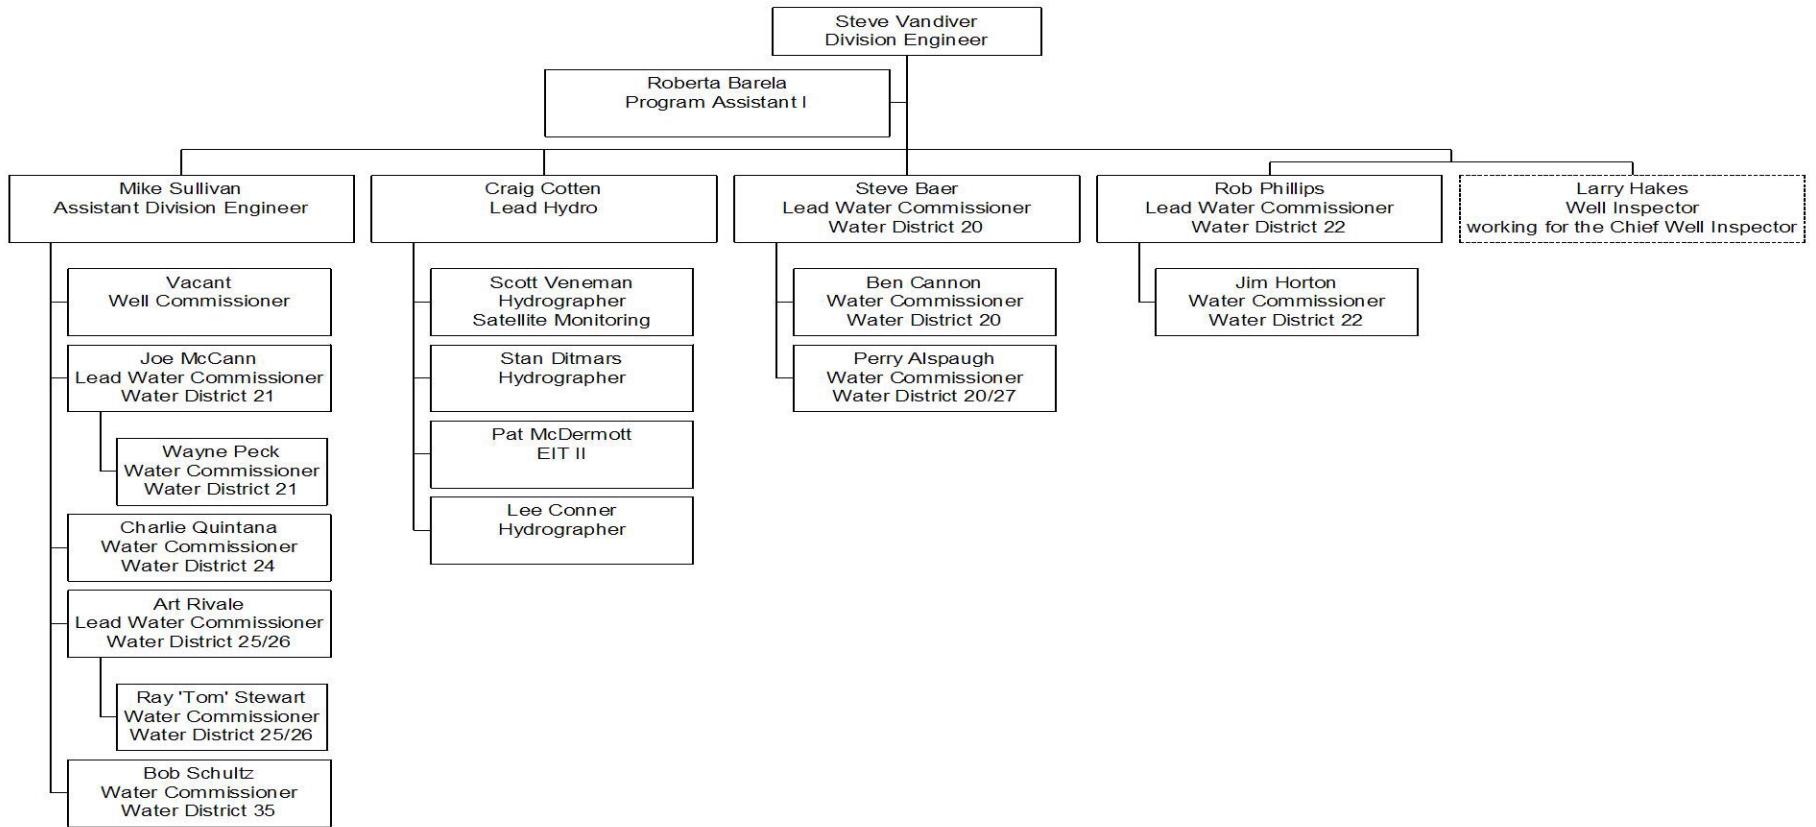 Steve Vandiver
Division Engineer
Roberta Barela
Program Assistant I
Mike Sullivan
Assistant Division Engineer
Craig Cotten
Lead Hydro
Steve Baer
Lead Water Commissioner
Water District 20
Rob Phillips
Lead Water Commissioner
Water District 22
Larry Hakes
Well Inspector
working for the Chief Well Inspector
Vacant
Well Commissioner
Joe McCann
Lead Water Commissioner
Water District 21
Wayne Peck
Water Commissioner
Water District 21
Charlie Quintana
Water Commissioner
Water District 24
Art Rivale
Lead Water Commissioner
Water District 25/26
Ray 'Tom' Stewart
Water Commissioner
Water District 25/26
Bob Schultz
Water Commissioner
Water District 35
Scott Veneman
Hydrographer
Satellite Monitoring
Stan Ditmars
Hydrographer
Pat McDermott
EIT II
Lee Conner
Hydrographer
Ben Cannon
Water Commissioner
Water District 20
Perry Alspaugh
Water Commissioner
Water District 20/27
Jim Horton
Water Commissioner
Water District 22